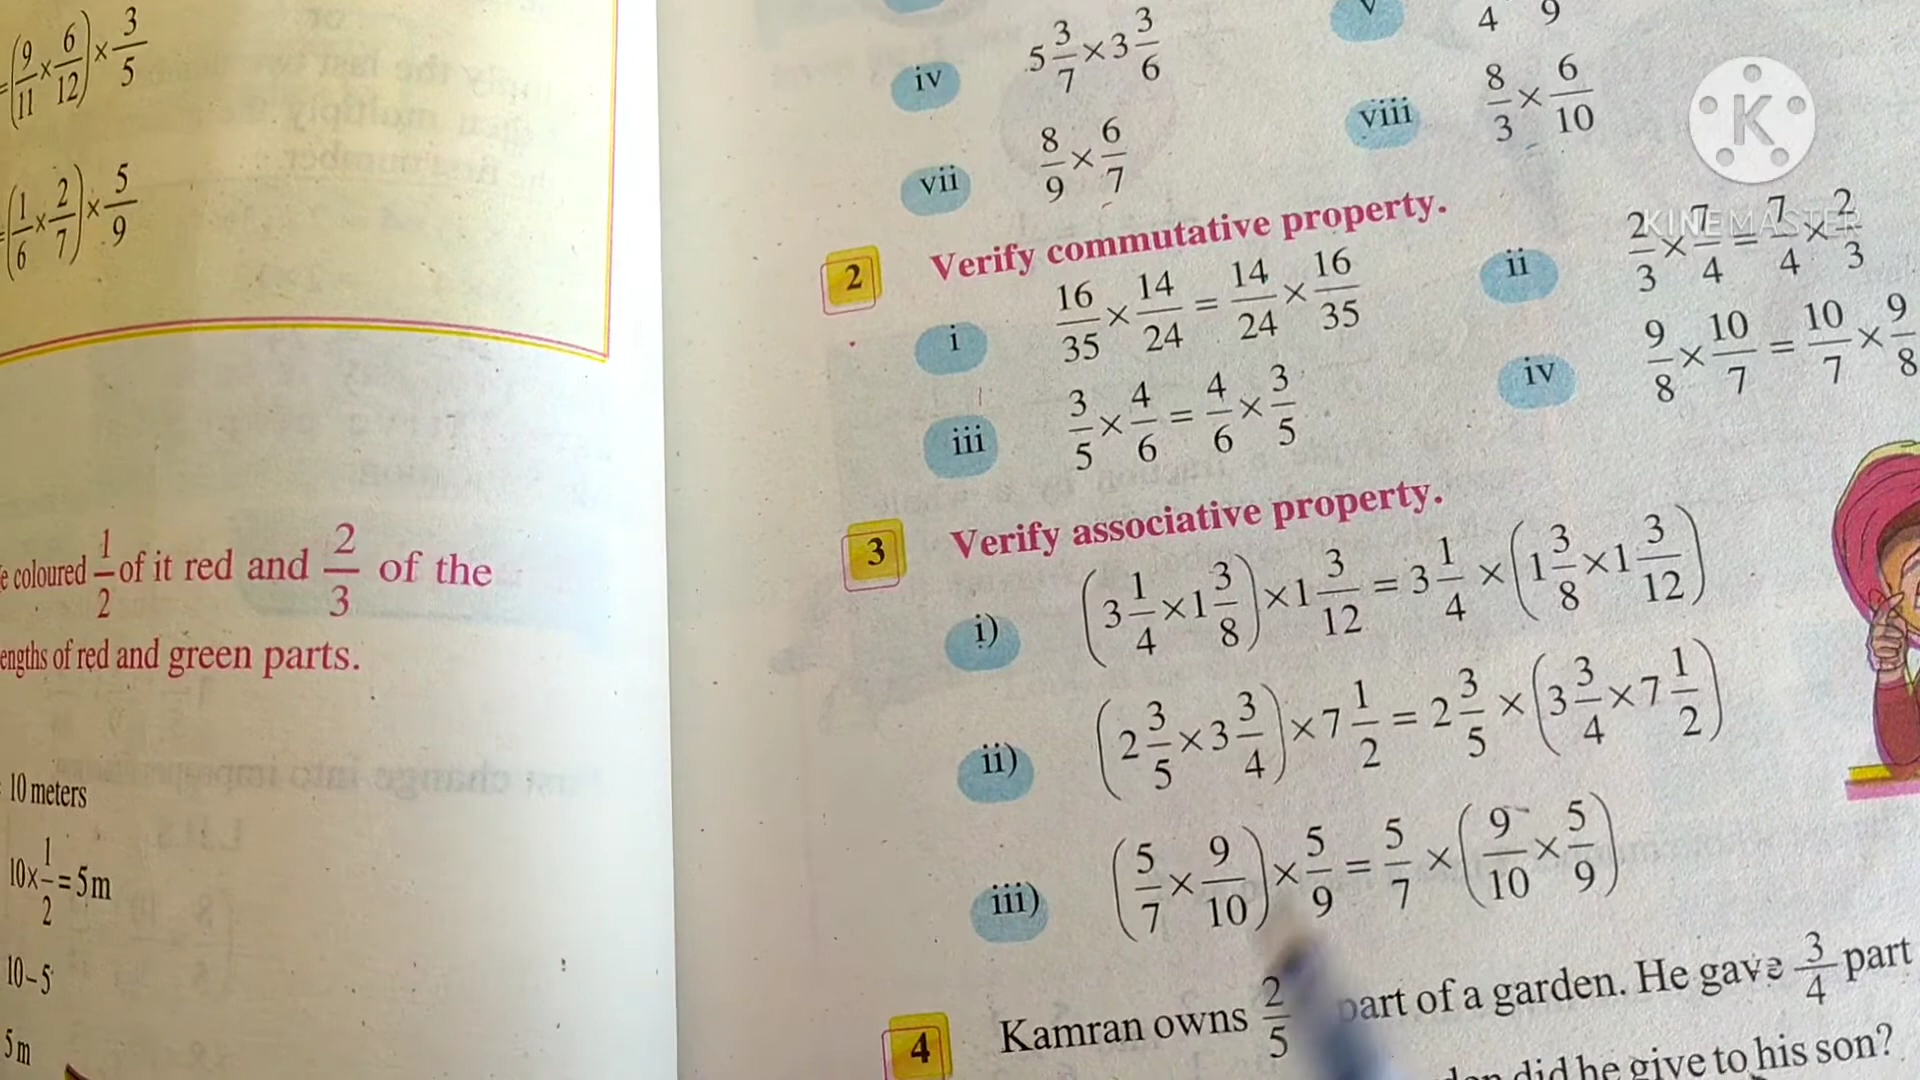 = (9/11 × 6/12) × 3/5
= (1/6 × 2/7) × 5/9
coloured 1/2 of it red and 2/3 of the
engths of red and green parts.
10 meters
10 × 1/2 = 5 m
10 - 5
5 m
iv 5 3/7 × 3 3/6
v 4 9
vii 8/9 × 6/7
viii 8/3 × 6/10
K
KINEMASTER
2 Verify commutative property.
i 16/35 × 14/24 = 14/24 × 16/35
ii 2/3 × 7/4 = 7/4 × 2/3
iii 3/5 × 4/6 = 4/6 × 3/5
iv 9/8 × 10/7 = 10/7 × 9/8
3 Verify associative property.
i) (3 1/4 × 1 3/8) × 1 3/12 = 3 1/4 × (1 3/8 × 1 3/12)
ii) (2 3/5 × 3 3/4) × 7 1/2 = 2 3/5 × (3 3/4 × 7 1/2)
iii) (5/7 × 9/10) × 5/9 = 5/7 × (9/10 × 5/9)
4 Kamran owns 2/5 part of a garden. He gave 3/4 part
did he give to his son?